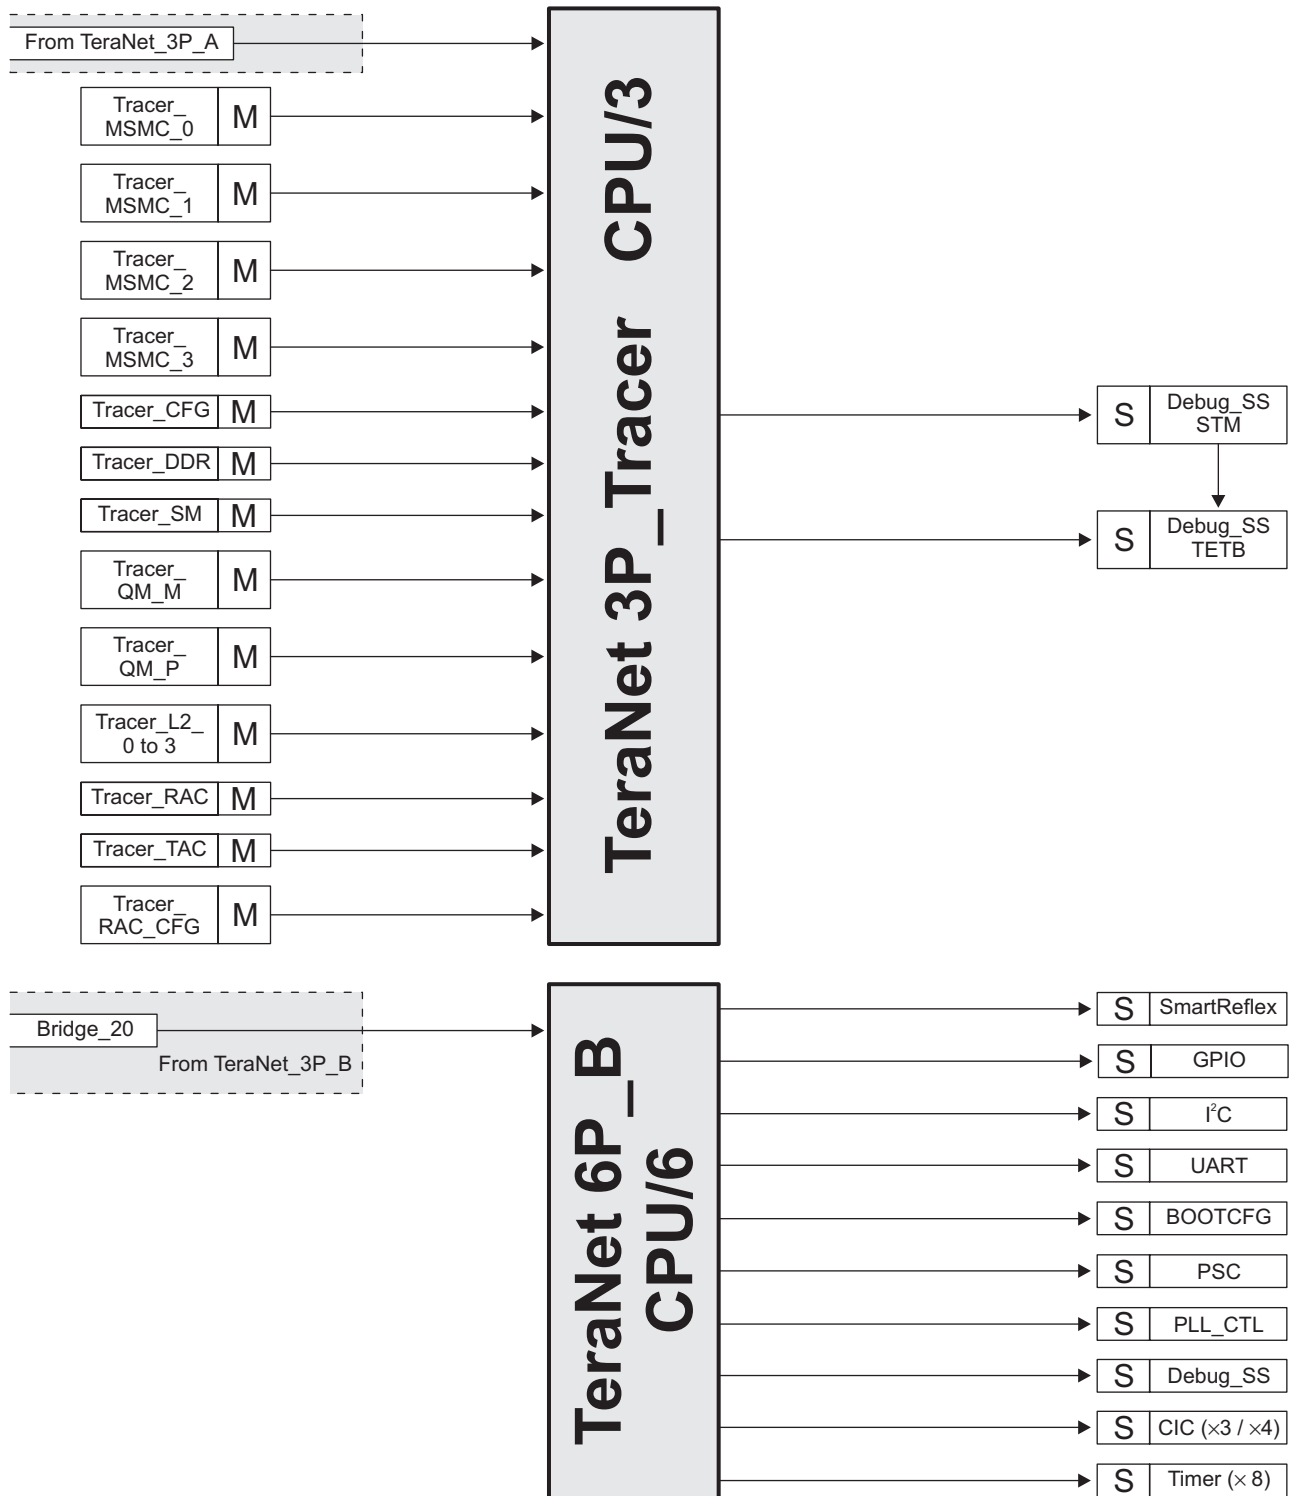 From TeraNet_3P_A
Tracer_
MSMC_0
M
Tracer_
MSMC_1
M
Tracer_
MSMC_2
M
Tracer_
MSMC_3
M
Tracer_CFG
M
Tracer_DDR
M
Tracer_SM
M
Tracer_
QM_M
M
Tracer_
QM_P
M
Tracer_L2_
0 to 3
M
Tracer_RAC
M
Tracer_TAC
M
Tracer_
RAC_CFG
M
TeraNet 3P_Tracer CPU/3
S
Debug_SS
STM
S
Debug_SS
TETB
Bridge_20
From TeraNet_3P_B
TeraNet 6P_B
CPU/6
S
SmartReflex
S
GPIO
S
I²C
S
UART
S
BOOTCFG
S
PSC
S
PLL_CTL
S
Debug_SS
S
CIC (×3 / ×4)
S
Timer (× 8)